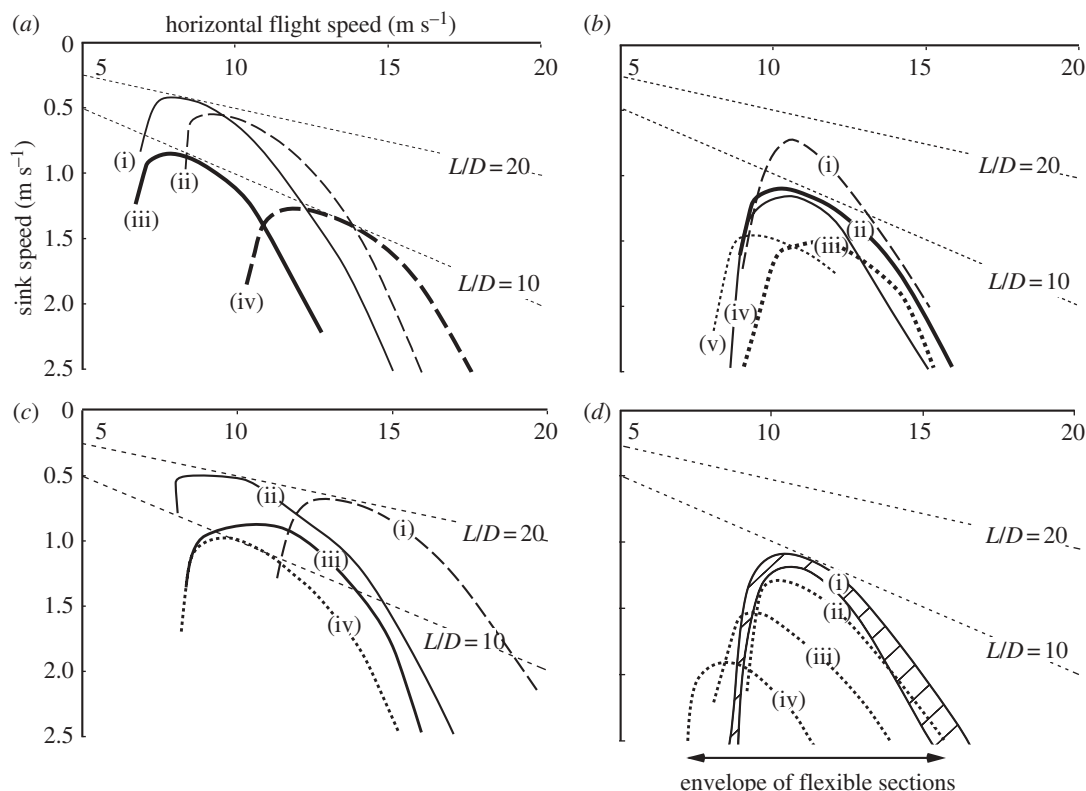 (a) horizontal flight speed (m s–1) (b)
0 5 10 15 20
0.5
1.0
1.5
2.0
2.5
sink speed (m s–1)
(i)
(ii)
(iii)
(iv)
L/D = 20
L/D = 10
5 10 15 20
(i)
(ii)
(iii)
(iv)
(v)
L/D = 20
L/D = 10
(c)
0 5 10 15 20
0.5
1.0
1.5
2.0
2.5
(i)
(ii)
(iii)
(iv)
L/D = 20
L/D = 10
(d)
5 10 15 20
(i)
(ii)
(iii)
(iv)
L/D = 20
L/D = 10
envelope of flexible sections